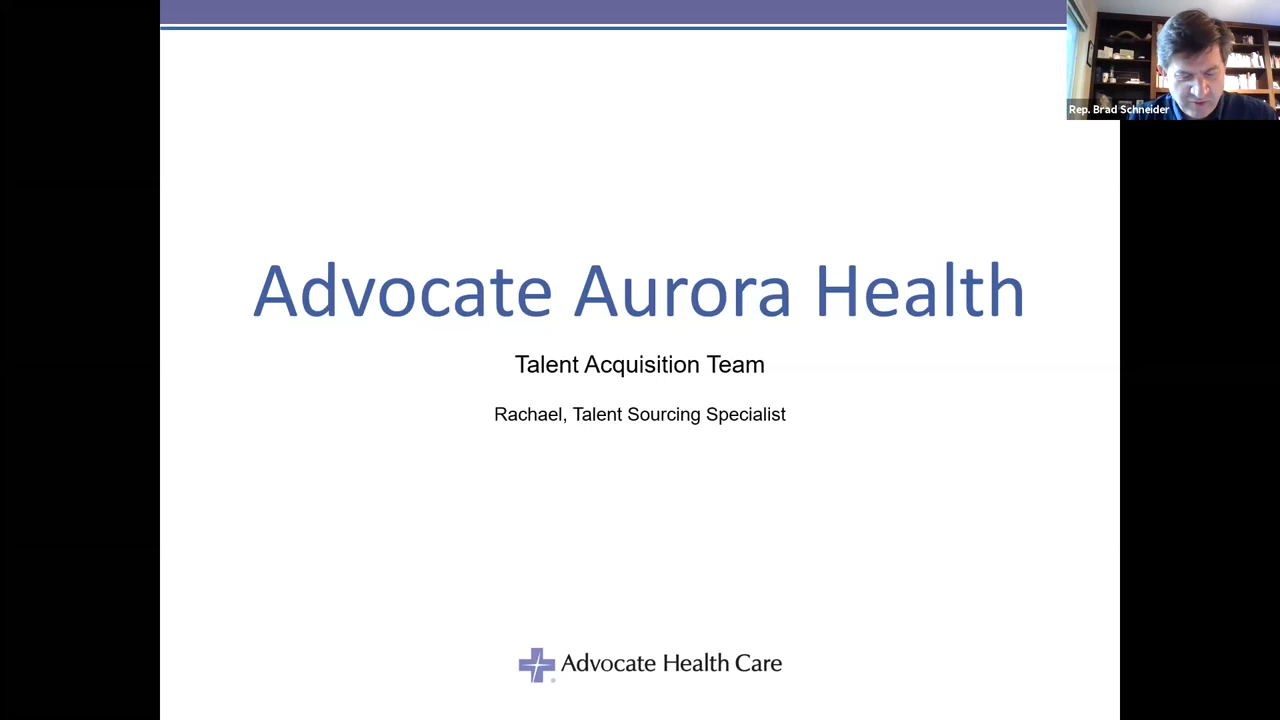 Rep. Brad Schneider
Advocate Aurora Health
Talent Acquisition Team
Rachael, Talent Sourcing Specialist
Advocate Health Care